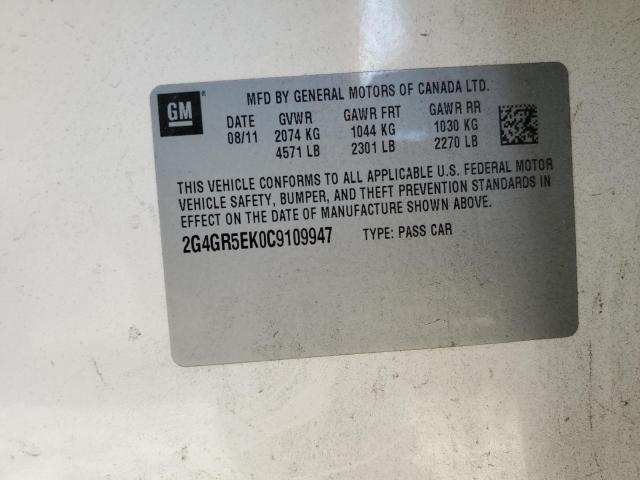 GM
MFD BY GENERAL MOTORS OF CANADA LTD.
DATE GVWR GAWR FRT GAWR RR
08/11 2074 KG 1044 KG 1030 KG
4571 LB 2301 LB 2270 LB
THIS VEHICLE CONFORMS TO ALL APPLICABLE U.S. FEDERAL MOTOR
VEHICLE SAFETY, BUMPER, AND THEFT PREVENTION STANDARDS IN
EFFECT ON THE DATE OF MANUFACTURE SHOWN ABOVE.
2G4GR5EK0C9109947 TYPE: PASS CAR